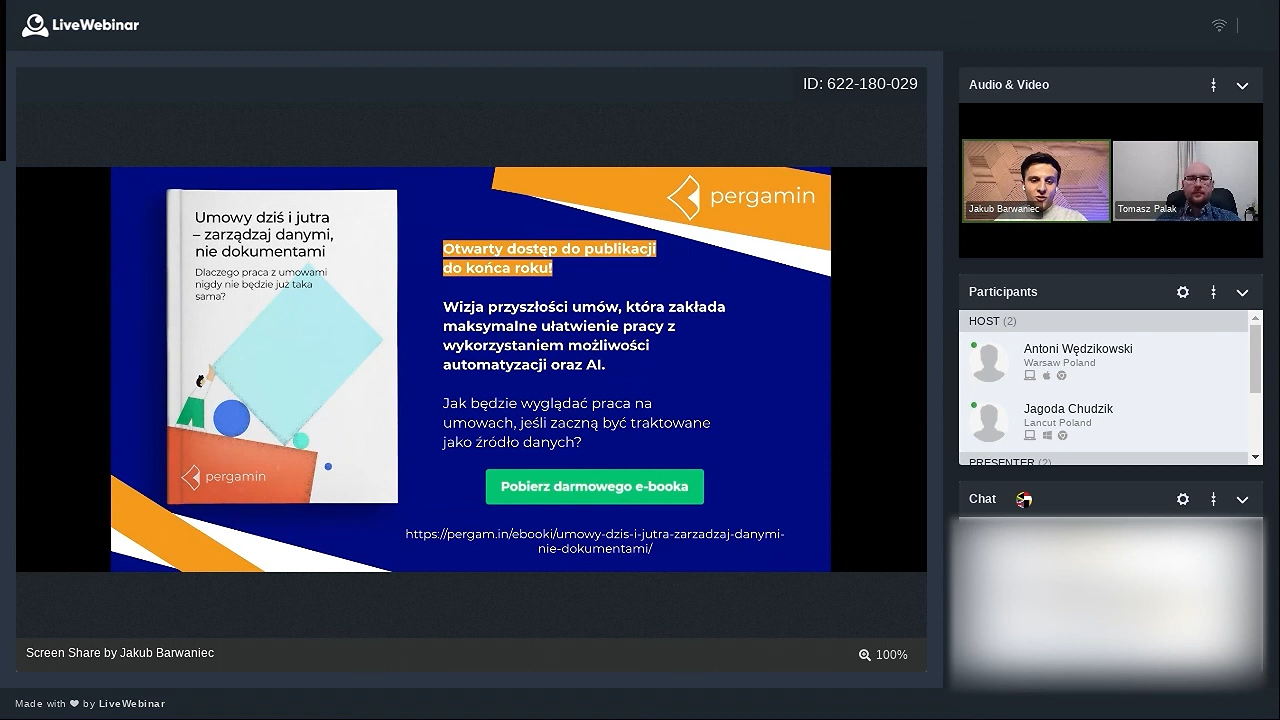 LiveWebinar
ID: 622-180-029
Umowy dziś i jutra
– zarządzaj danymi,
nie dokumentami
Dlaczego praca z umowami
nigdy nie będzie już taka
sama?
pergamin
pergamin
Otwarty dostęp do publikacji
do końca roku!
Wizja przyszłości umów, która zakłada
maksymalne ułatwienie pracy z
wykorzystaniem możliwości
automatyzacji oraz AI.
Jak będzie wyglądać praca na
umowach, jeśli zaczną być traktowane
jako źródło danych?
Pobierz darmowego e-booka
https://pergam.in/ebooki/umowy-dzis-i-jutra-zarzadzaj-danymi-
nie-dokumentami/
Screen Share by Jakub Barwaniec
100%
Audio & Video
Jakub Barwaniec
Tomasz Palak
Participants
HOST (2)
Antoni Wędzikowski
Warsaw Poland
Jagoda Chudzik
Lancut Poland
PRESENTER (2)
Chat
Made with ❤ by LiveWebinar